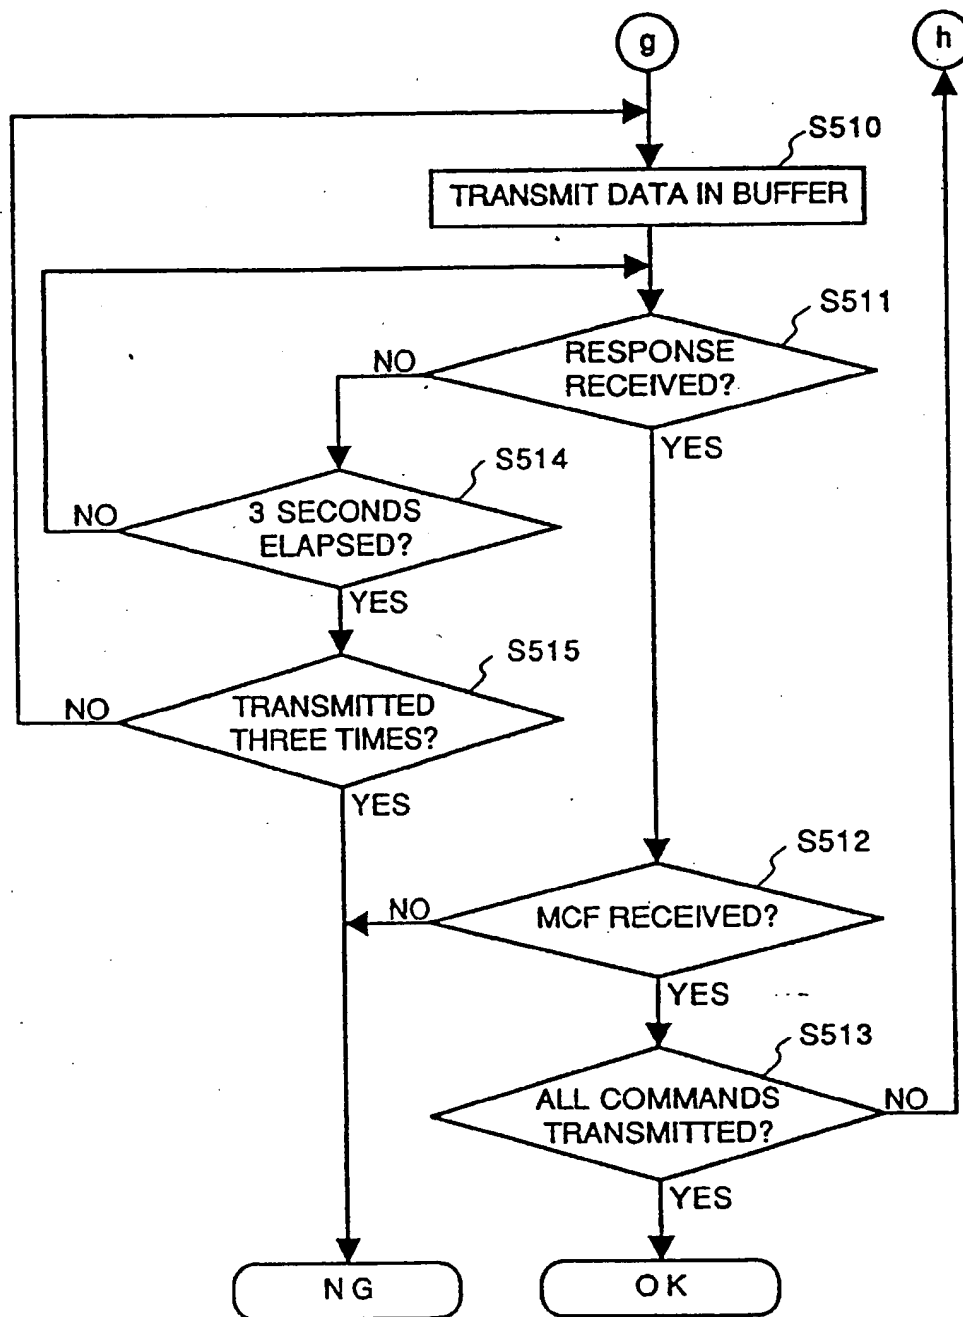 g
h
S510
TRANSMIT DATA IN BUFFER
S511
RESPONSE
RECEIVED?
NO
YES
S514
3 SECONDS
ELAPSED?
NO
YES
S515
TRANSMITTED
THREE TIMES?
NO
YES
S512
MCF RECEIVED?
NO
YES
S513
ALL COMMANDS
TRANSMITTED?
NO
YES
NG
OK